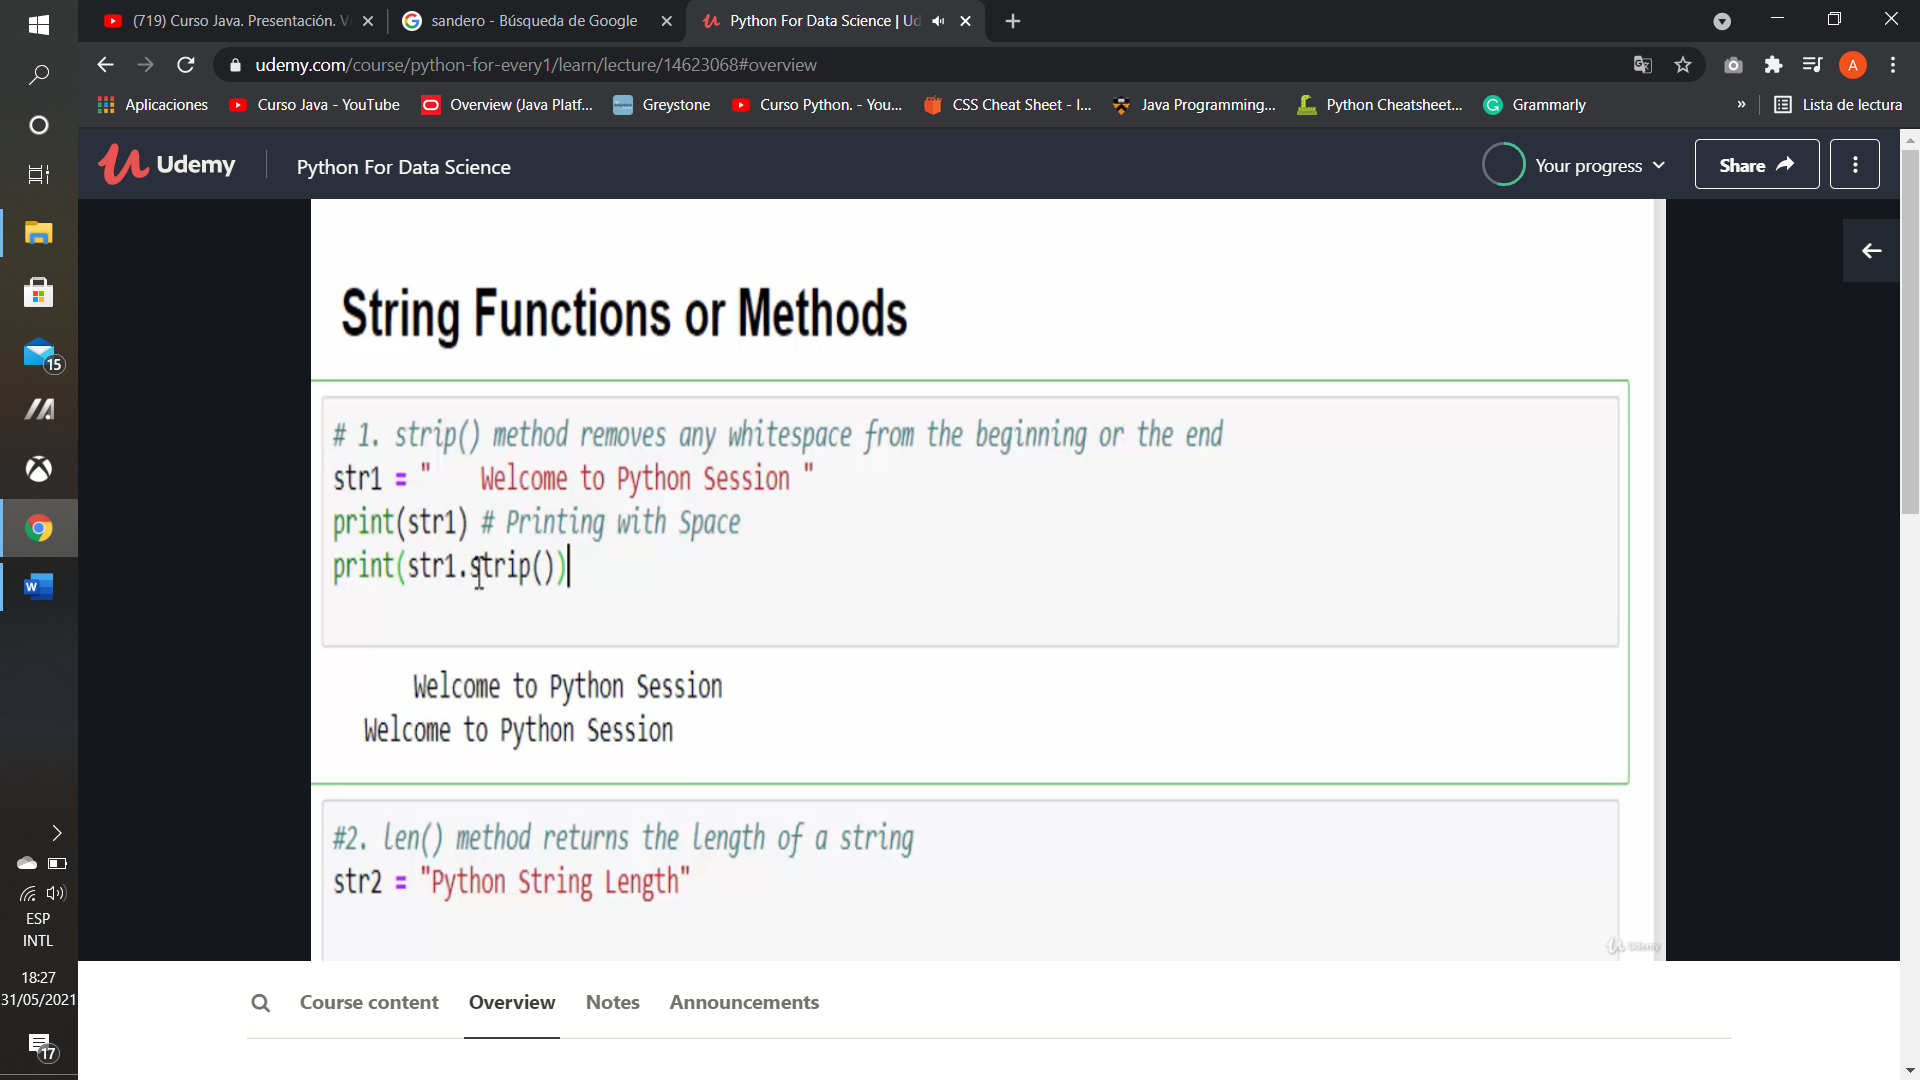 (719) Curso Java. Presentación. V
sandero - Búsqueda de Google
Python For Data Science | Ud
udemy.com/course/python-for-every1/learn/lecture/14623068#overview
A
Aplicaciones
Curso Java - YouTube
Overview (Java Platf...
Greystone
Curso Python. - You...
CSS Cheat Sheet - I...
Java Programming...
Python Cheatsheet...
Grammarly
»
Lista de lectura
Udemy
Python For Data Science
Your progress
Share
String Functions or Methods
# 1. strip() method removes any whitespace from the beginning or the end
str1 = "    Welcome to Python Session "
print(str1) # Printing with Space
print(str1.strip())
Welcome to Python Session
Welcome to Python Session
#2. len() method returns the length of a string
str2 = "Python String Length"
Udemy
Course content
Overview
Notes
Announcements
15
ESP
INTL
18:27
31/05/2021
17